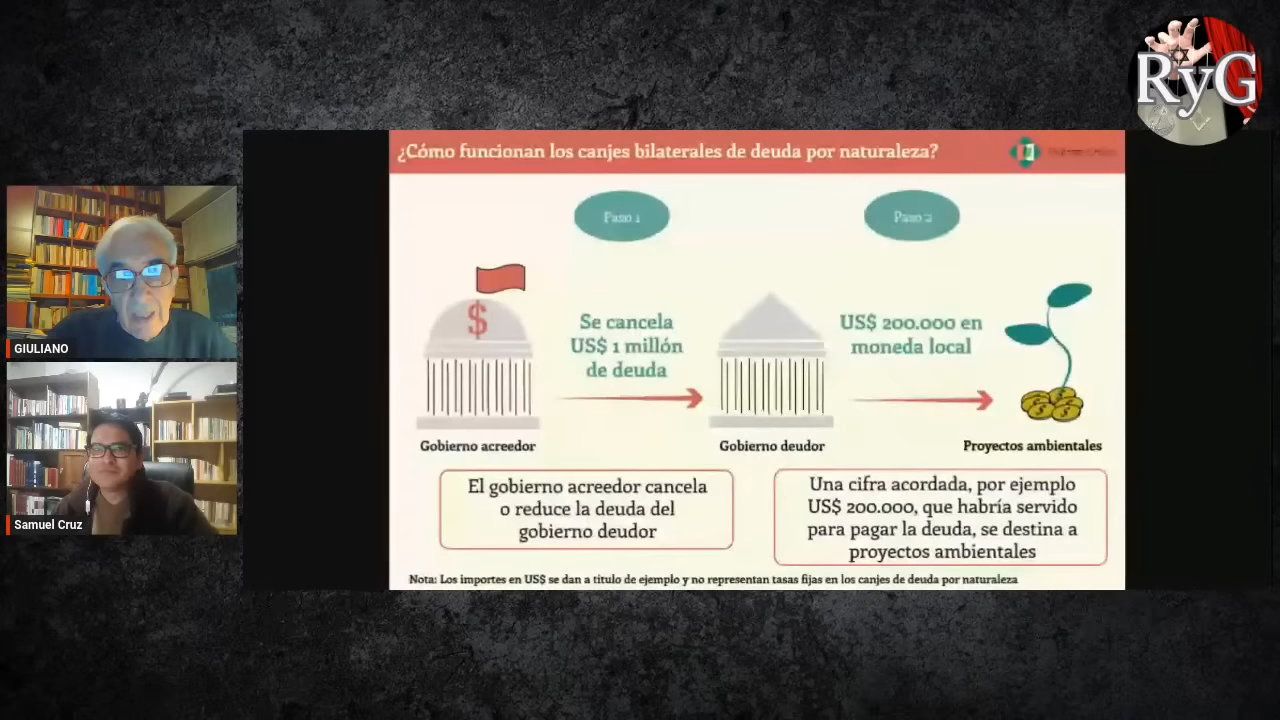 RyG
¿Cómo funcionan los canjes bilaterales de deuda por naturaleza?
Paso 1
Paso 2
$
Se cancela
US$ 1 millón
de deuda
US$ 200.000 en
moneda local
Gobierno acreedor
Gobierno deudor
Proyectos ambientales
El gobierno acreedor cancela
o reduce la deuda del
gobierno deudor
Una cifra acordada, por ejemplo
US$ 200.000, que habría servido
para pagar la deuda, se destina a
proyectos ambientales
Nota: Los importes en US$ se dan a título de ejemplo y no representan tasas fijas en los canjes de deuda por naturaleza
GIULIANO
Samuel Cruz